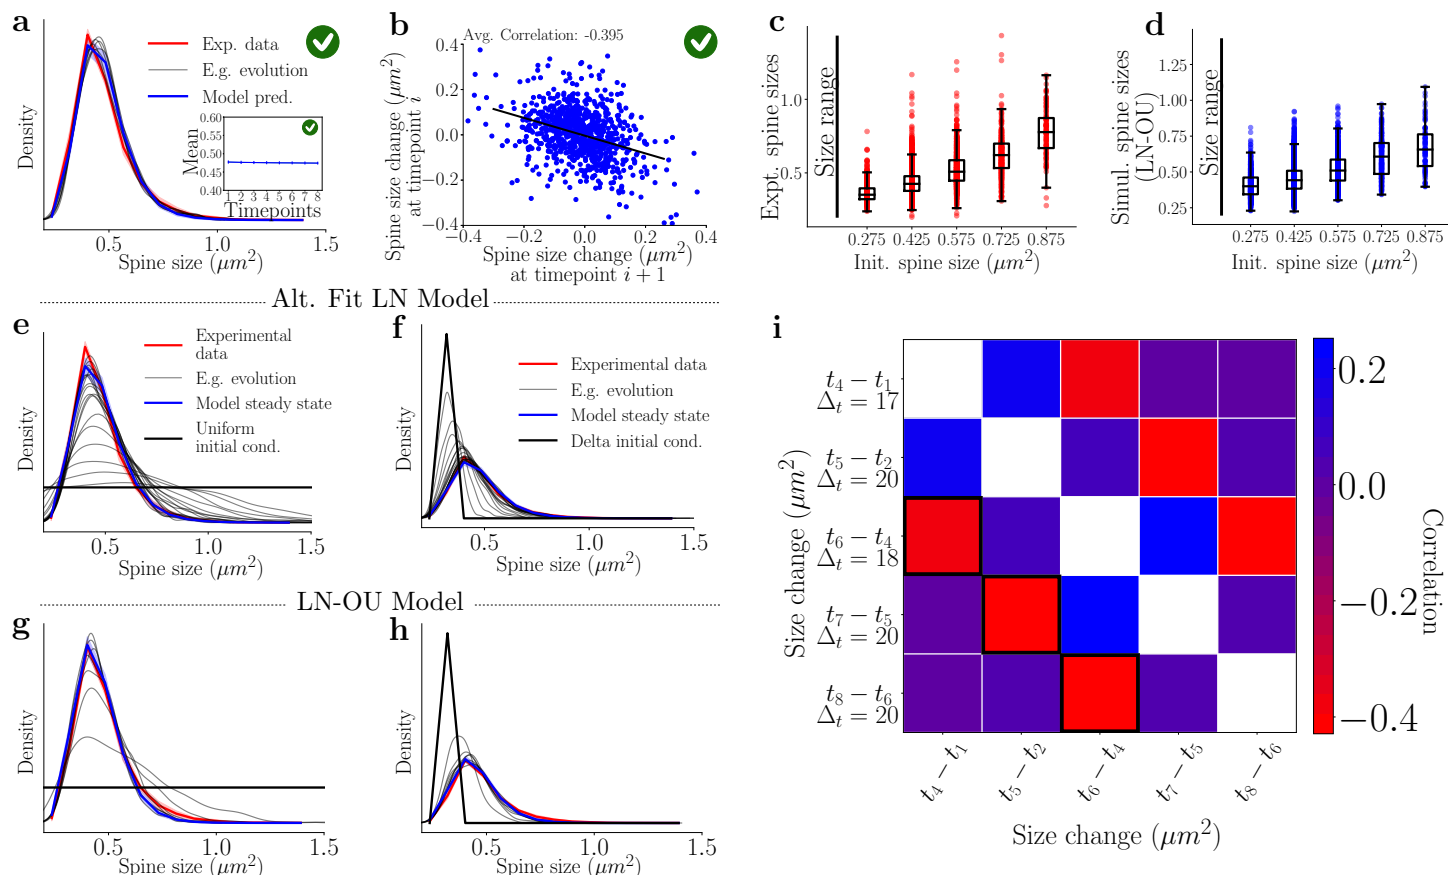 a
Exp. data
E.g. evolution
Model pred.
Density
Mean
0.60
0.55
0.50
0.45
0.40
1 2 3 4 5 6 7 8
Timepoints
0.5 1.0 1.5
Spine size (μm²)
b
Avg. Correlation: -0.395
Spine size change (μm²)
at timepoint i
0.4
0.2
0.0
−0.2
−0.4
−0.4 −0.2 0.0 0.2 0.4
Spine size change (μm²)
at timepoint i + 1
c
Expt. spine sizes
Size range
1.0
0.5
0.275 0.425 0.575 0.725 0.875
Init. spine size (μm²)
d
Simul. spine sizes
(LN-OU)
Size range
1.25
1.00
0.75
0.50
0.25
0.275 0.425 0.575 0.725 0.875
Init. spine size (μm²)
Alt. Fit LN Model
e
Experimental
data
E.g. evolution
Model steady state
Uniform
initial cond.
Density
0.5 1.0 1.5
Spine size (μm²)
f
Experimental data
E.g. evolution
Model steady state
Delta initial cond.
Density
0.5 1.0 1.5
Spine size (μm²)
LN-OU Model
g
Density
0.5 1.0 1.5
Spine size (μm²)
h
Density
0.5 1.0 1.5
Spine size (μm²)
i
Size change (μm²)
t₄ − t₁
Δₜ = 17
t₅ − t₂
Δₜ = 20
t₆ − t₄
Δₜ = 18
t₇ − t₅
Δₜ = 20
t₈ − t₆
Δₜ = 20
t₄ − t₁ t₅ − t₂ t₆ − t₄ t₇ − t₅ t₈ − t₆
Size change (μm²)
0.2
0.0
−0.2
−0.4
Correlation